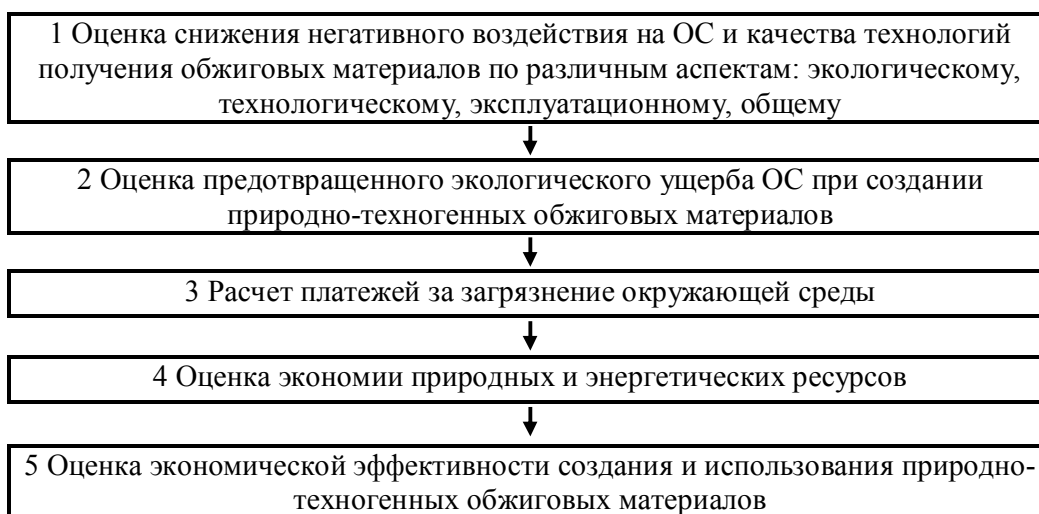 1 Оценка снижения негативного воздействия на ОС и качества технологий
получения обжиговых материалов по различным аспектам: экологическому,
технологическому, эксплуатационному, общему
2 Оценка предотвращенного экологического ущерба ОС при создании
природно-техногенных обжиговых материалов
3 Расчет платежей за загрязнение окружающей среды
4 Оценка экономии природных и энергетических ресурсов
5 Оценка экономической эффективности создания и использования природно-
техногенных обжиговых материалов